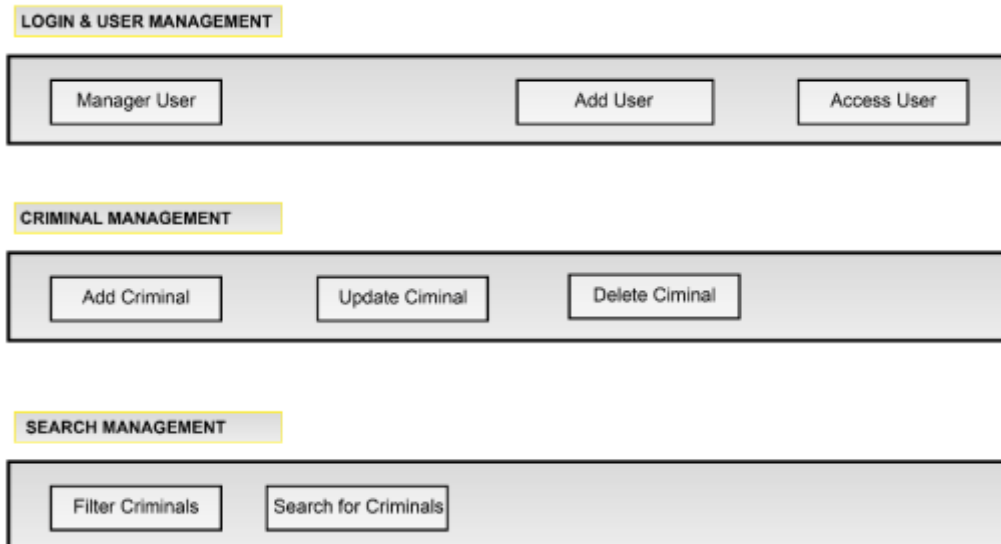 LOGIN & USER MANAGEMENT
Manager User
Add User
Access User
CRIMINAL MANAGEMENT
Add Criminal
Update Ciminal
Delete Ciminal
SEARCH MANAGEMENT
Filter Criminals
Search for Criminals